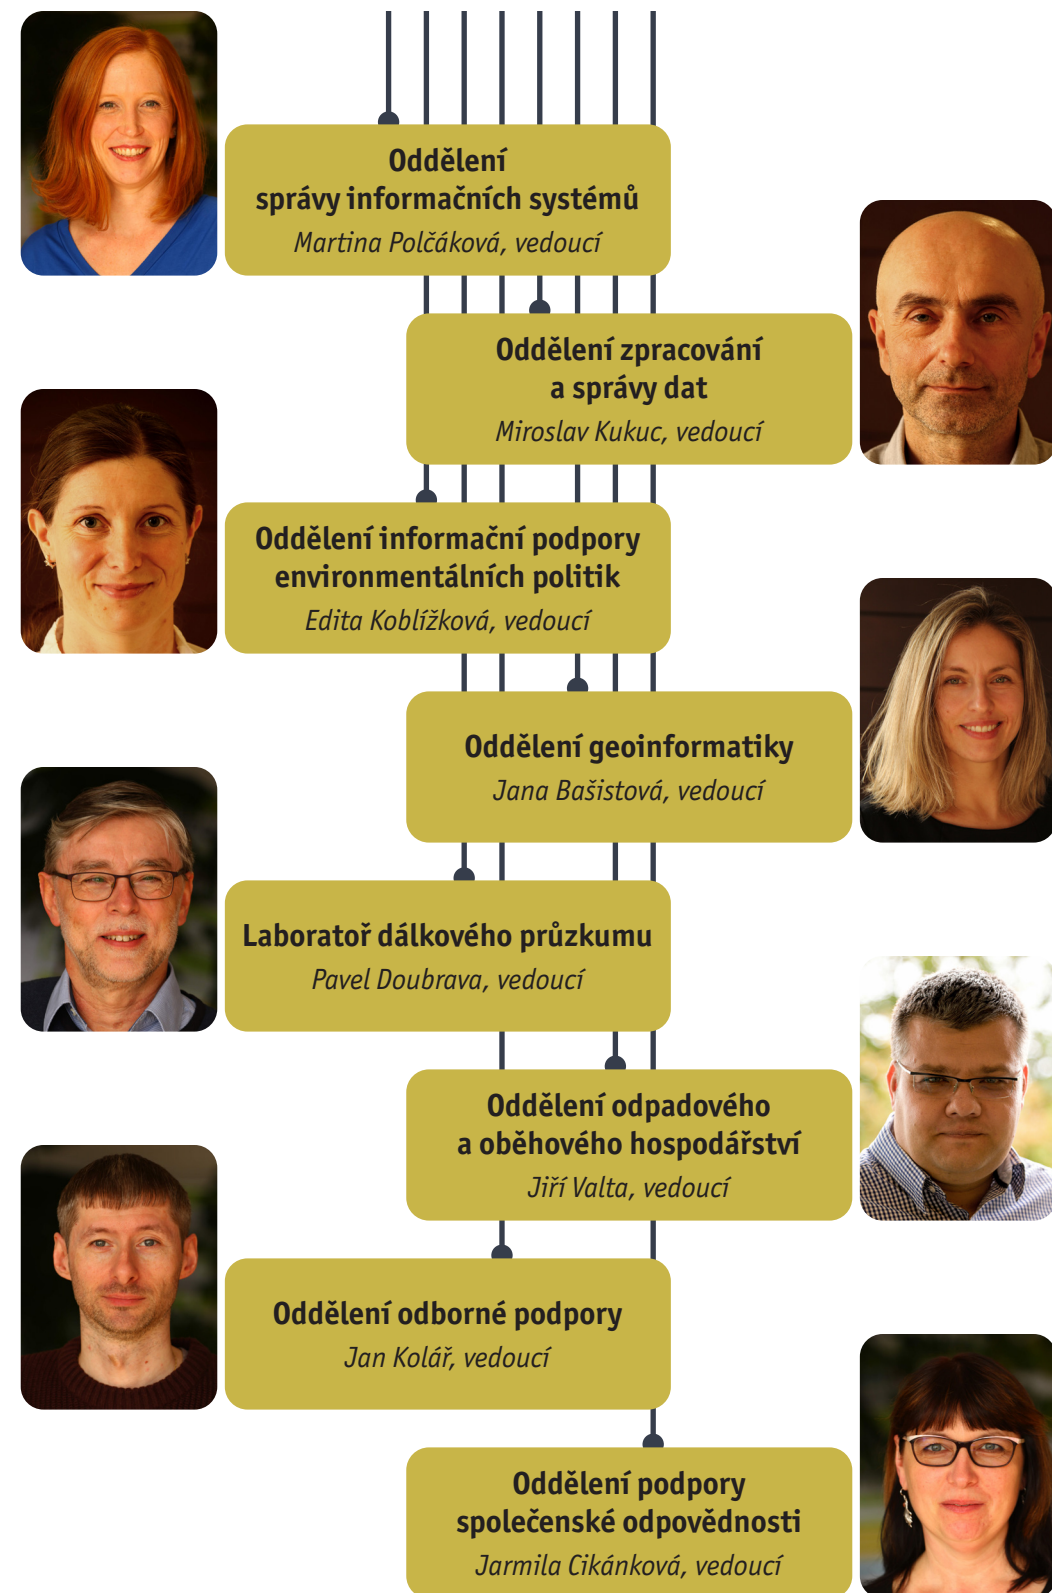 Oddělení
správy informačních systémů
Martina Polčáková, vedoucí
Oddělení zpracování
a správy dat
Miroslav Kukuc, vedoucí
Oddělení informační podpory
environmentálních politik
Edita Koblížková, vedoucí
Oddělení geoinformatiky
Jana Bašistová, vedoucí
Laboratoř dálkového průzkumu
Pavel Doubrava, vedoucí
Oddělení odpadového
a oběhového hospodářství
Jiří Valta, vedoucí
Oddělení odborné podpory
Jan Kolář, vedoucí
Oddělení podpory
společenské odpovědnosti
Jarmila Cikánková, vedoucí